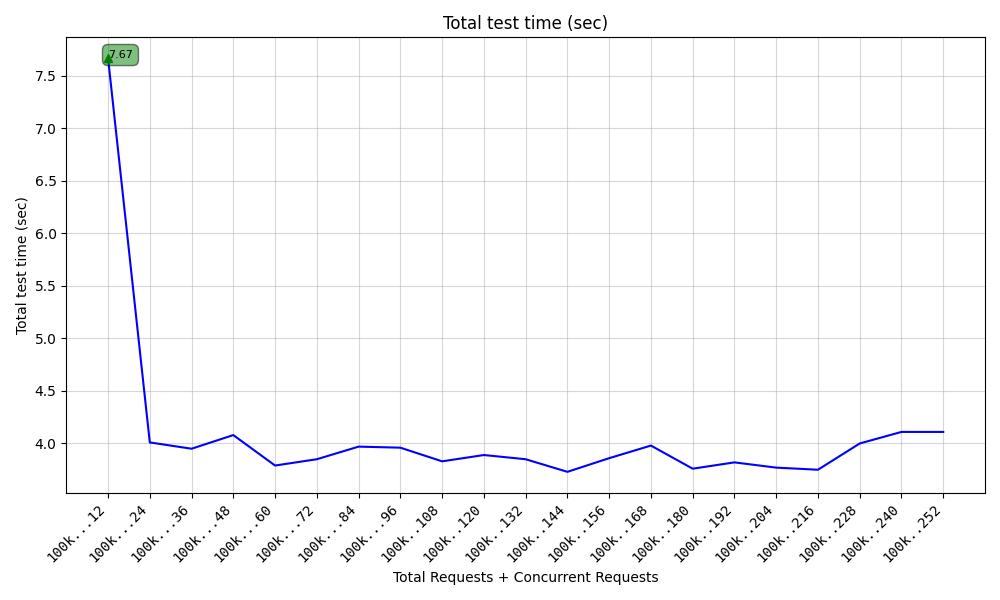 Total test time (sec)
7.67
Total test time (sec)
7.5
7.0
6.5
6.0
5.5
5.0
4.5
4.0
100k...12
100k...24
100k...36
100k...48
100k...60
100k...72
100k...84
100k...96
100k..108
100k..120
100k..132
100k..144
100k..156
100k..168
100k..180
100k..192
100k..204
100k..216
100k..228
100k..240
100k..252
Total Requests + Concurrent Requests